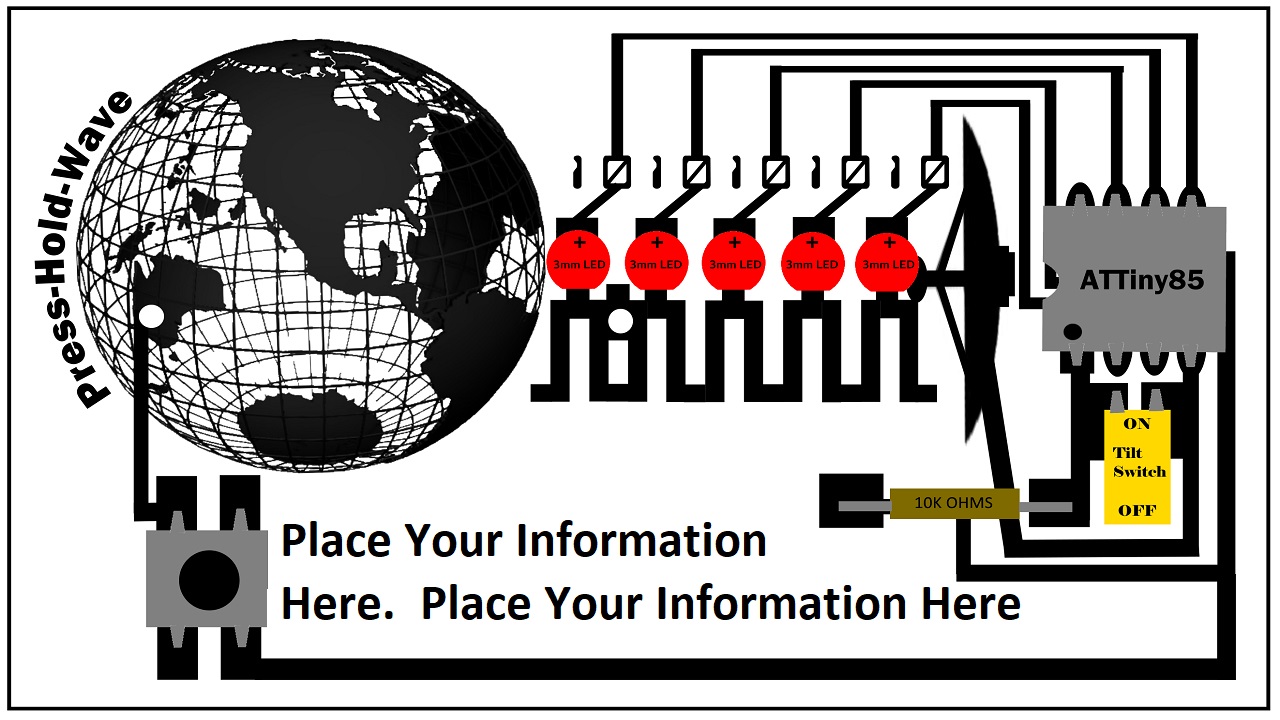 Press-Hold-Wave
+ + + + +
3mm LED 3mm LED 3mm LED 3mm LED 3mm LED
ATTiny85
ON
Tilt
Switch
OFF
10K OHMS
Place Your Information
Here. Place Your Information Here